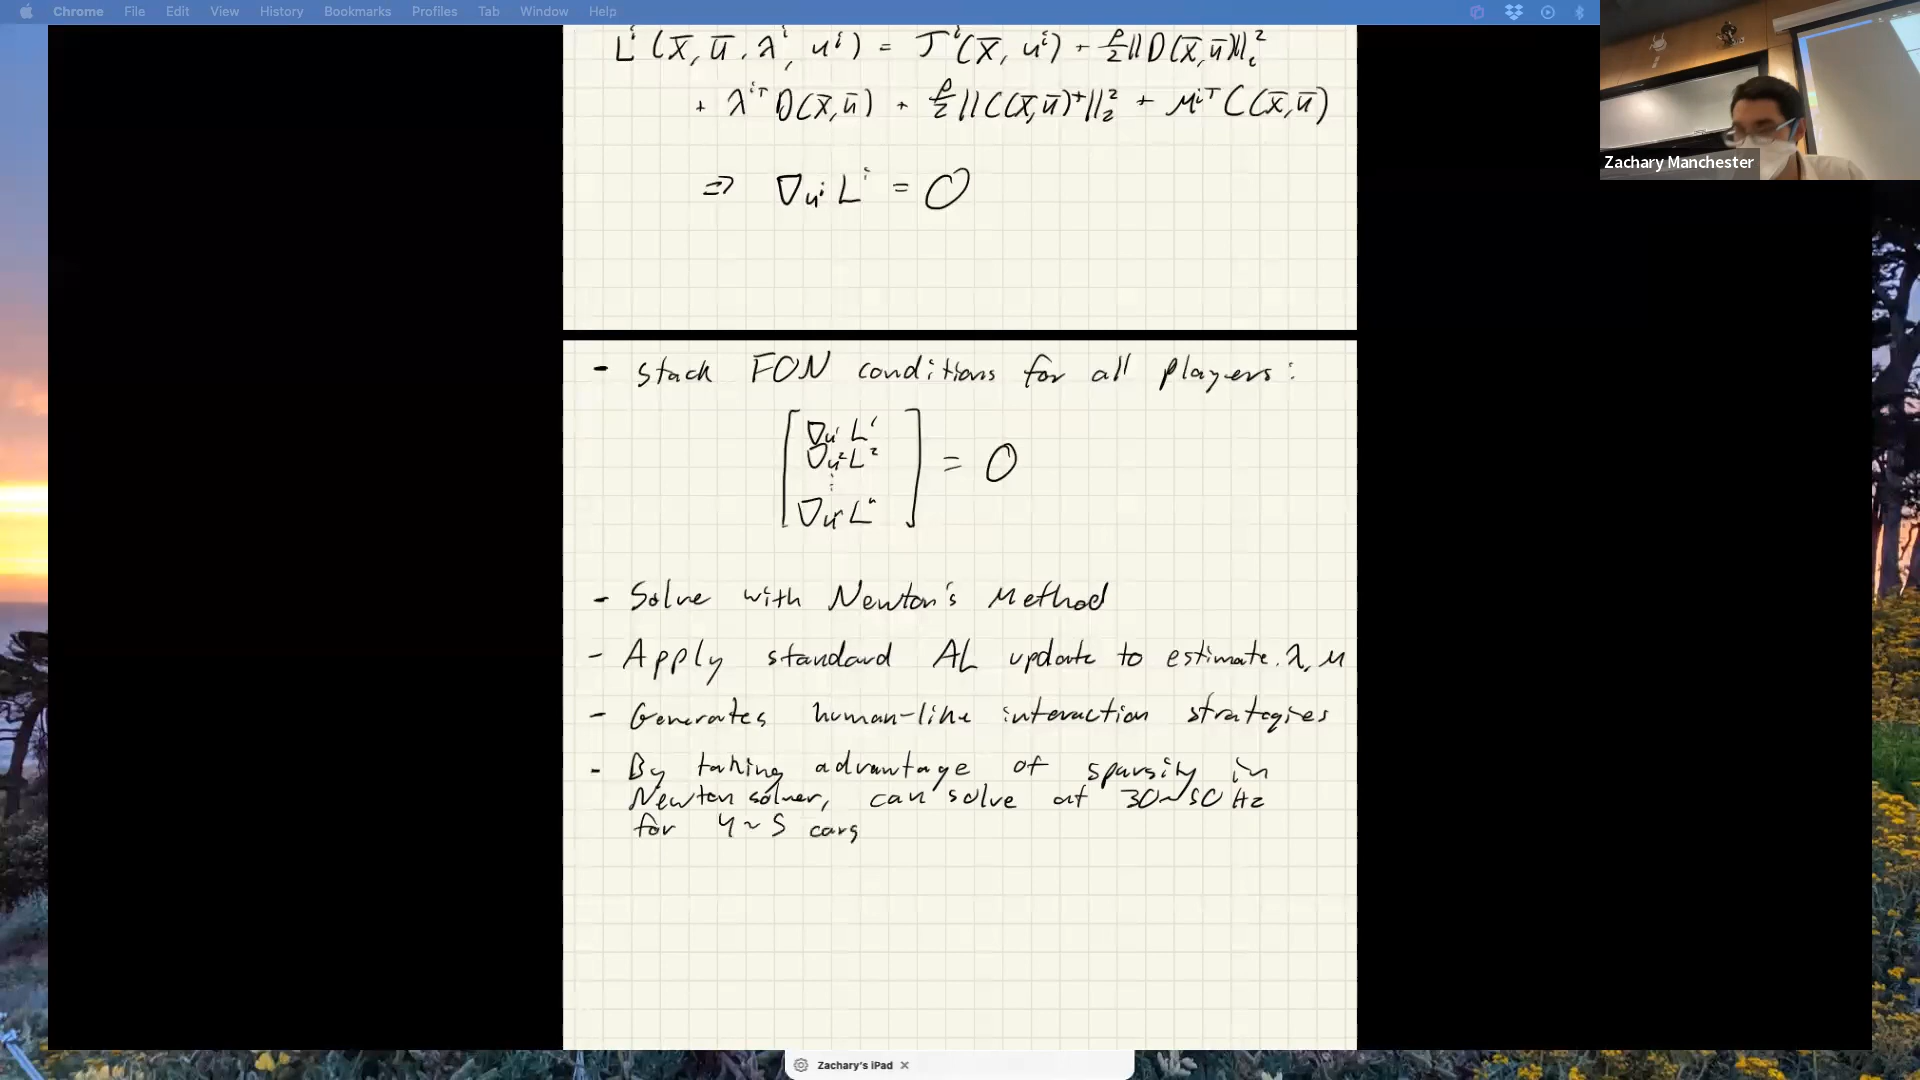 Chrome File Edit View History Bookmarks Profiles Tab Window Help
L^i (x̄, ū, λ^i, u^i) = J^i(x̄, u^i) + ρ/2 ||D(x̄,ū)||_2^2
+ λ^{iT} D(x̄,ū) + ρ/2 ||C(x̄,ū)^+||_2^2 + μ^{iT} C(x̄,ū)
⇒ ∇_{u^i} L^i = 0
Zachary Manchester
- Stack FON conditions for all players:
[ ∇_{u^1} L^1
∇_{u^2} L^2
⋮
∇_{u^n} L^n ] = 0
- Solve with Newton's Method
- Apply standard AL update to estimate λ, μ
- Generates human-like interaction strategies
- By taking advantage of sparsity in
Newton solver, can solve at 30~50 Hz
for 4~5 cars
Zachary's iPad ×